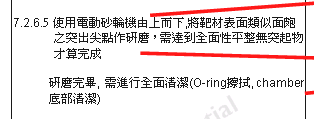 7.2.6.5 使用電動砂輪機由上而下,將靶材表面類似面皰
之突出尖點作研磨，需達到全面性平整無突起物
才算完成
研磨完畢, 需進行全面清潔(O-ring擦拭, chamber
底部清潔)